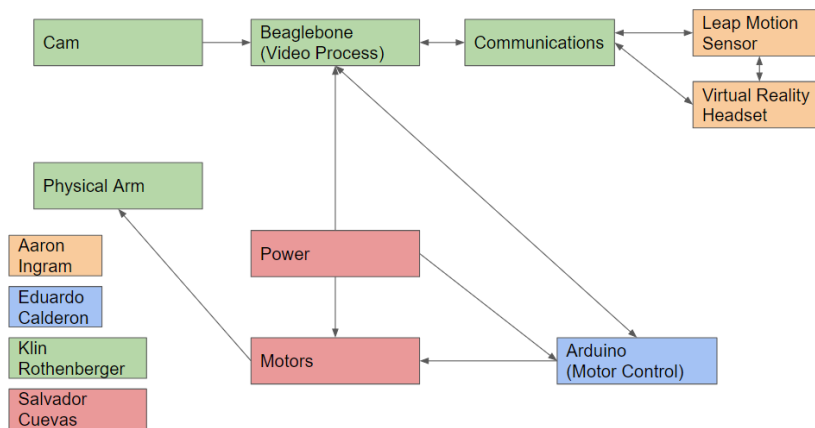 Cam
Beaglebone
(Video Process)
Communications
Leap Motion
Sensor
Virtual Reality
Headset
Physical Arm
Aaron
Ingram
Power
Eduardo
Calderon
Klin
Rothenberger
Motors
Arduino
(Motor Control)
Salvador
Cuevas